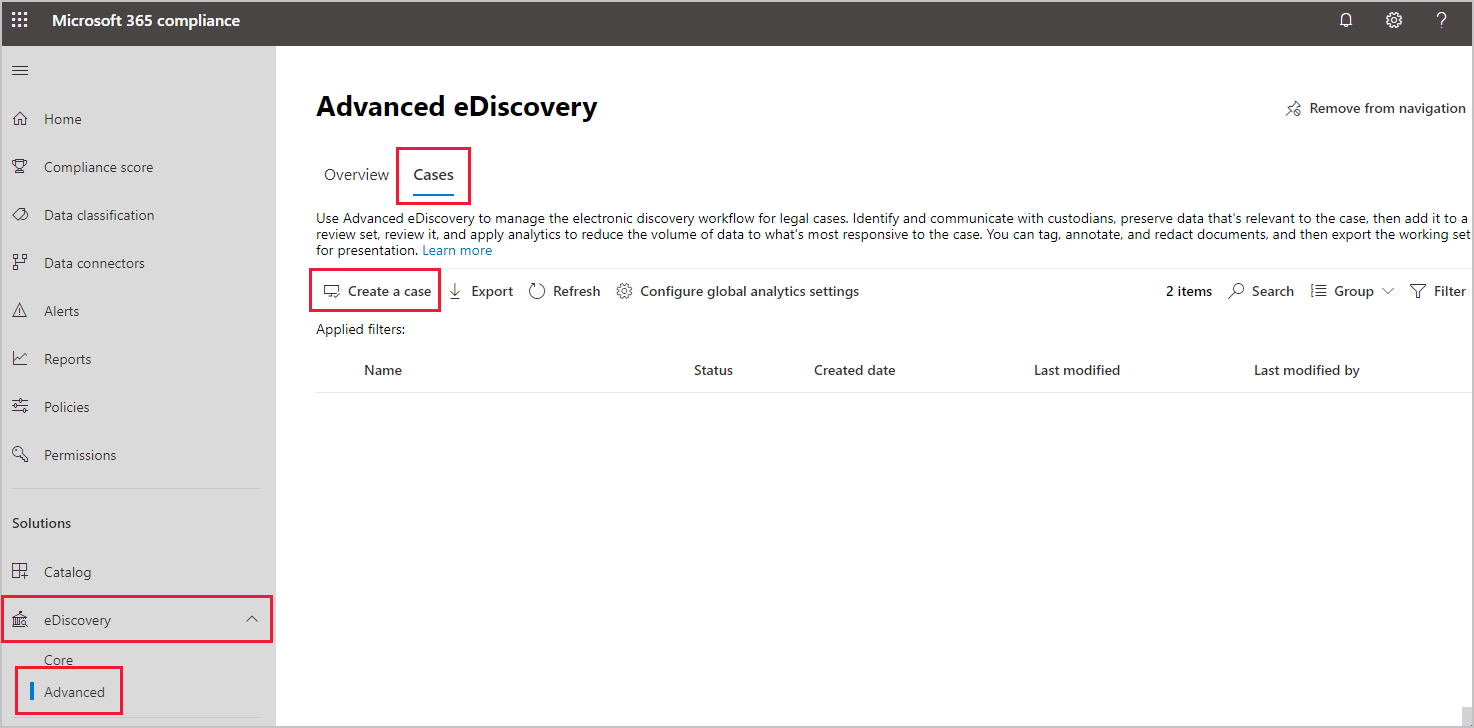 Microsoft 365 compliance
?
Home
Compliance score
Data classification
Data connectors
Alerts
Reports
Policies
Permissions
Solutions
Catalog
eDiscovery
Core
Advanced
Advanced eDiscovery
Remove from navigation
Overview Cases
Use Advanced eDiscovery to manage the electronic discovery workflow for legal cases. Identify and communicate with custodians, preserve data that's relevant to the case, then add it to a
review set, review it, and apply analytics to reduce the volume of data to what's most responsive to the case. You can tag, annotate, and redact documents, and then export the working set
for presentation. Learn more
Create a case Export Refresh Configure global analytics settings 2 items Search Group Filter
Applied filters:
Name Status Created date Last modified Last modified by